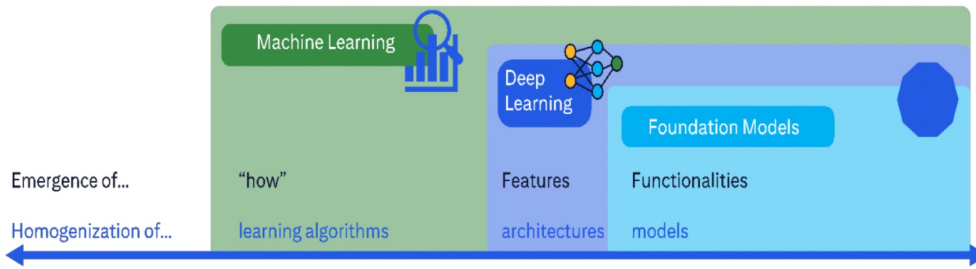 Machine Learning
Deep
Learning
Foundation Models
Emergence of... "how" Features Functionalities
Homogenization of... learning algorithms architectures models